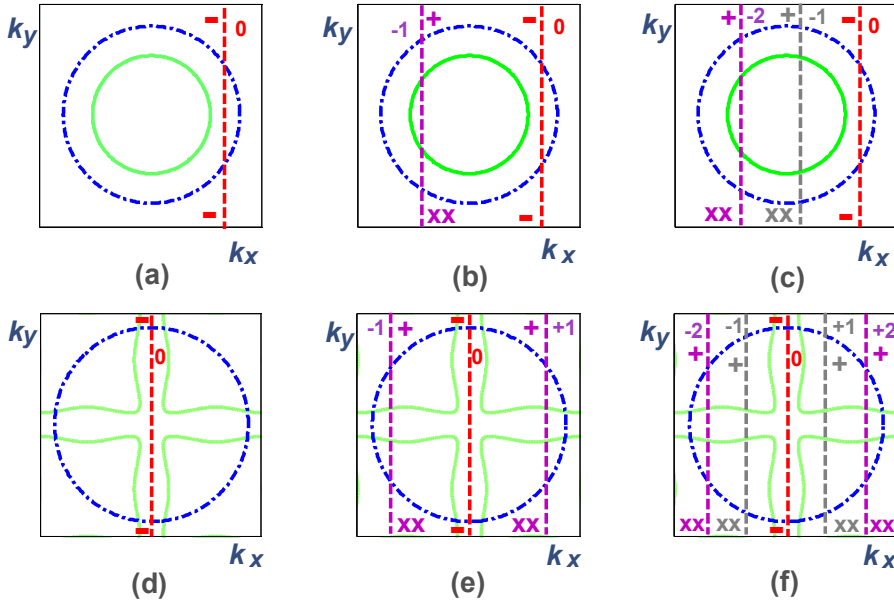 ky - 0 - kx (a)
ky -1 + - 0 xx - kx (b)
ky + -2 + -1 - 0 xx xx - kx (c)
ky - 0 - kx (d)
ky -1 + - + +1 0 xx - xx kx (e)
ky -2 + -1 + - +1 + +2 + 0 xx xx - xx xx kx (f)